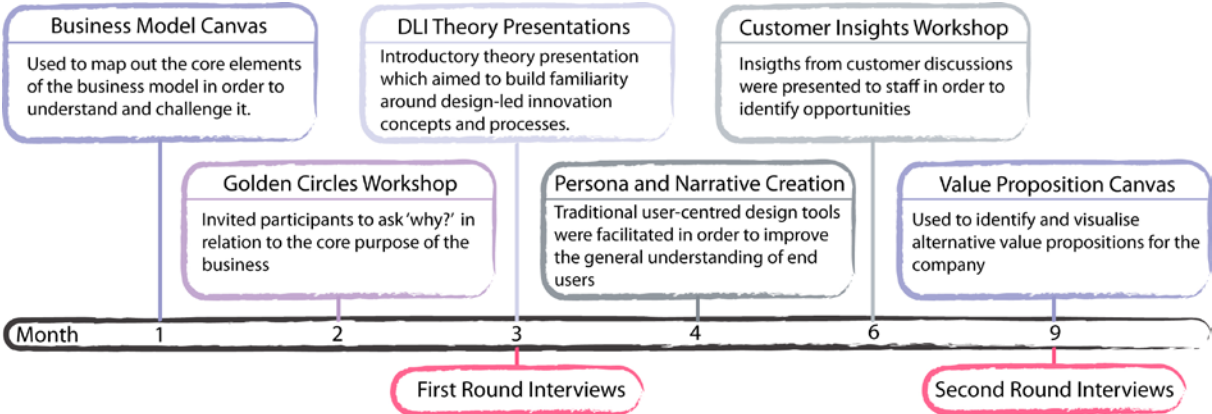 Business Model Canvas
Used to map out the core elements
of the business model in order to
understand and challenge it.
DLI Theory Presentations
Introductory theory presentation
which aimed to build familiarity
around design-led innovation
concepts and processes.
Customer Insights Workshop
Insigths from customer discussions
were presented to staff in order to
identify opportunities
Golden Circles Workshop
Invited participants to ask 'why?' in
relation to the core purpose of the
business
Persona and Narrative Creation
Traditional user-centred design tools
were facilitated in order to improve
the general understanding of end
users
Value Proposition Canvas
Used to identify and visualise
alternative value propositions for the
company
Month 1 2 3 4 6 9
First Round Interviews
Second Round Interviews